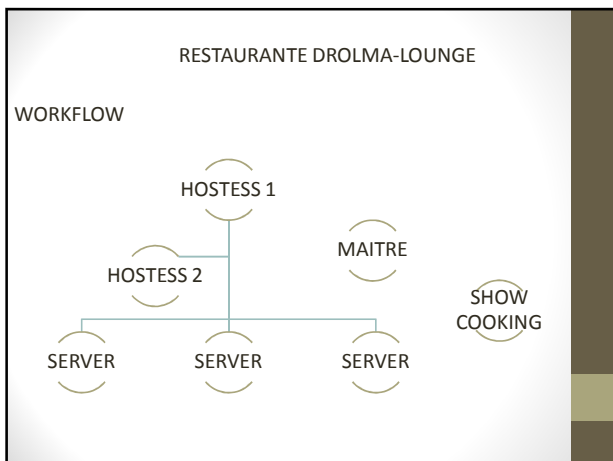 RESTAURANTE DROLMA-LOUNGE
WORKFLOW
HOSTESS 1
MAITRE
HOSTESS 2
SHOW
COOKING
SERVER
SERVER
SERVER